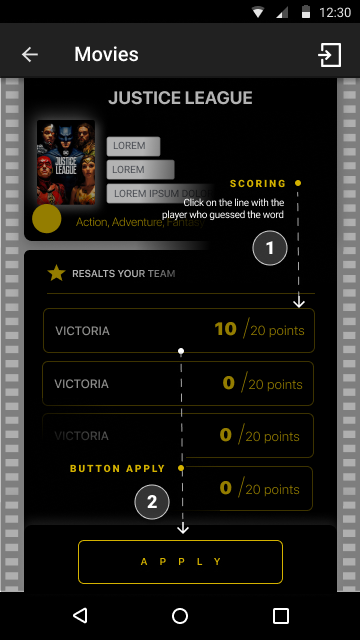 12:30
Movies
JUSTICE LEAGUE
JUSTICE
LEAGUE
LOREM
LOREM
LOREM IPSUM DOLOR
SCORING
Click on the line with the
player who guessed the word
Action, Adventure, Fantasy
1
RESALTS YOUR TEAM
VICTORIA 10 /20 points
VICTORIA 0 /20 points
VICTORIA 0 /20 points
BUTTON APPLY
0 /20 points
2
APPLY